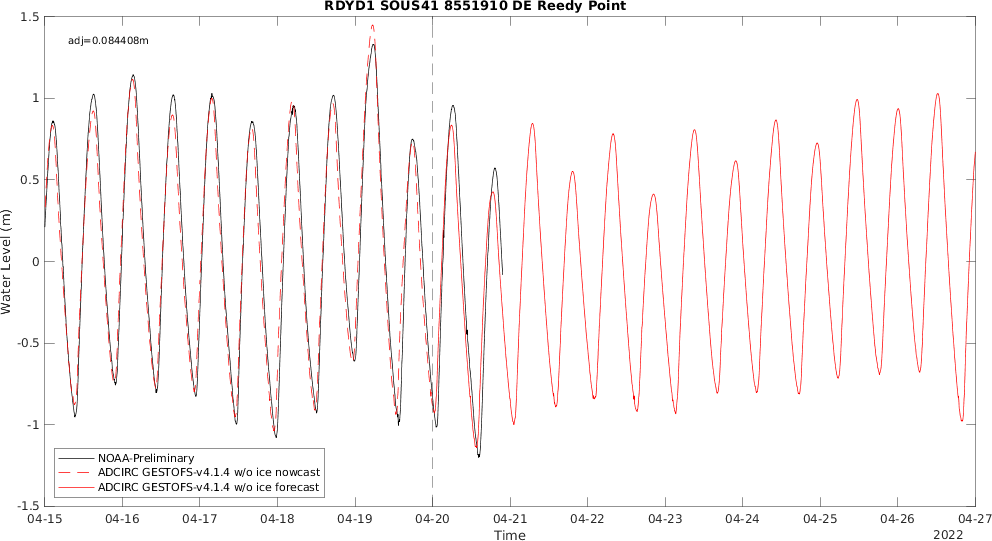 RDYD1 SOUS41 8551910 DE Reedy Point
adj=0.084408m
1.5
1
0.5
0
-0.5
-1
-1.5
Water Level (m)
NOAA-Preliminary
ADCIRC GESTOFS-v4.1.4 w/o ice nowcast
ADCIRC GESTOFS-v4.1.4 w/o ice forecast
04-15 04-16 04-17 04-18 04-19 04-20 04-21 04-22 04-23 04-24 04-25 04-26 04-27
Time
2022